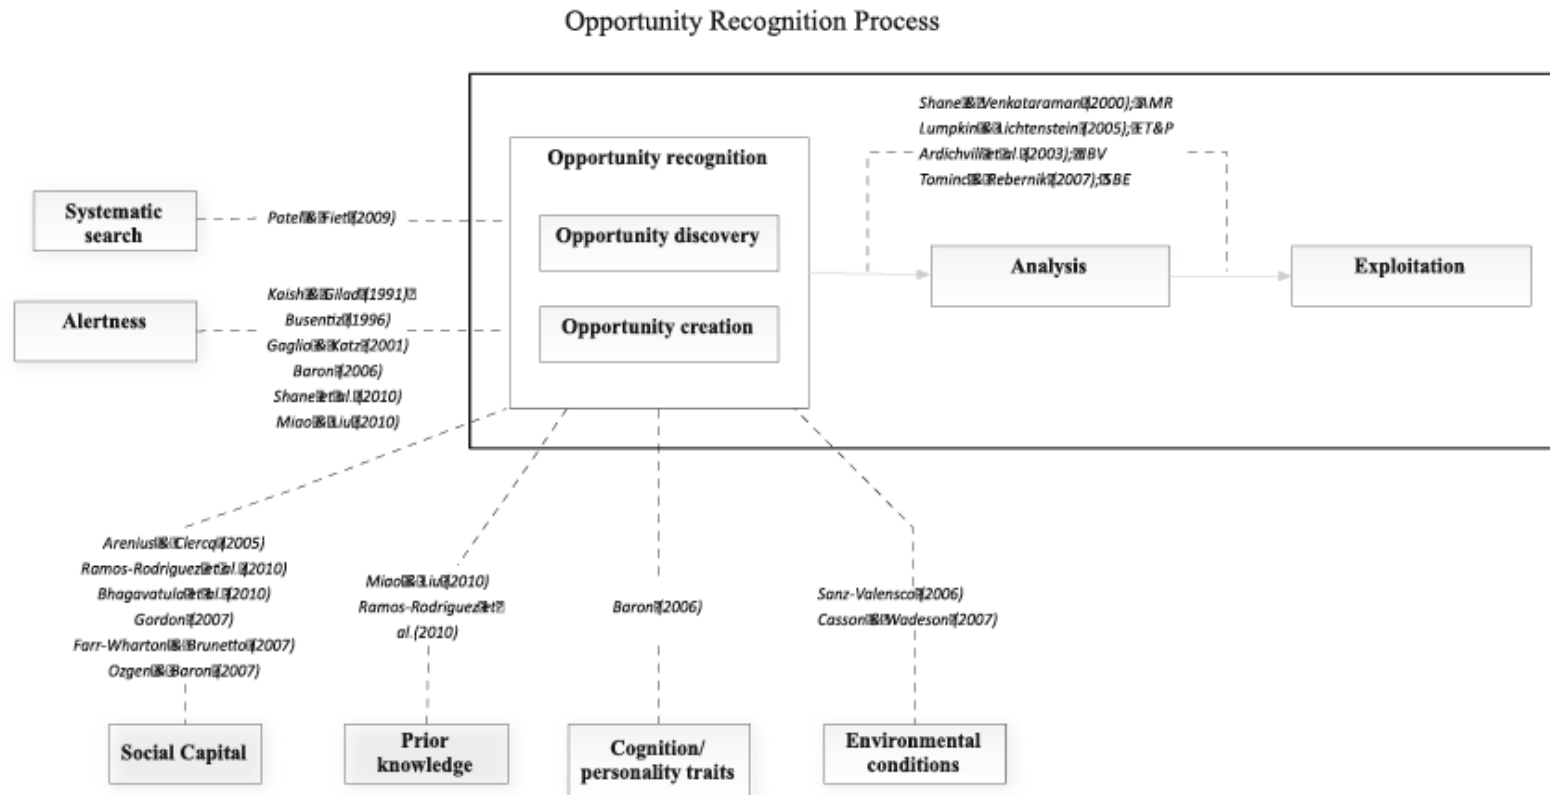 Opportunity Recognition Process
Shane & Venkataraman (2000); AMR
Lumpkin & Lichtenstein (2005); ET&P
Ardichvili et al. (2003); JBV
Tominc & Rebernik (2007); SBE
Opportunity recognition
Opportunity discovery
Opportunity creation
Analysis
Exploitation
Systematic
search
Patel & Fiet (2009)
Alertness
Kaish & Gilad (1991)
Busentiz (1996)
Gaglio & Katz (2001)
Baron (2006)
Shane et al. (2010)
Miao & Liu (2010)
Arenius & Clercq (2005)
Ramos-Rodriguez et al. (2010)
Bhagavatula et al. (2010)
Gordon (2007)
Farr-Wharton & Brunetto (2007)
Ozgen & Baron (2007)
Miao & Liu (2010)
Ramos-Rodriguez et
al.(2010)
Baron (2006)
Sanz-Valensco (2006)
Casson & Wadeson (2007)
Social Capital
Prior
knowledge
Cognition/
personality traits
Environmental
conditions